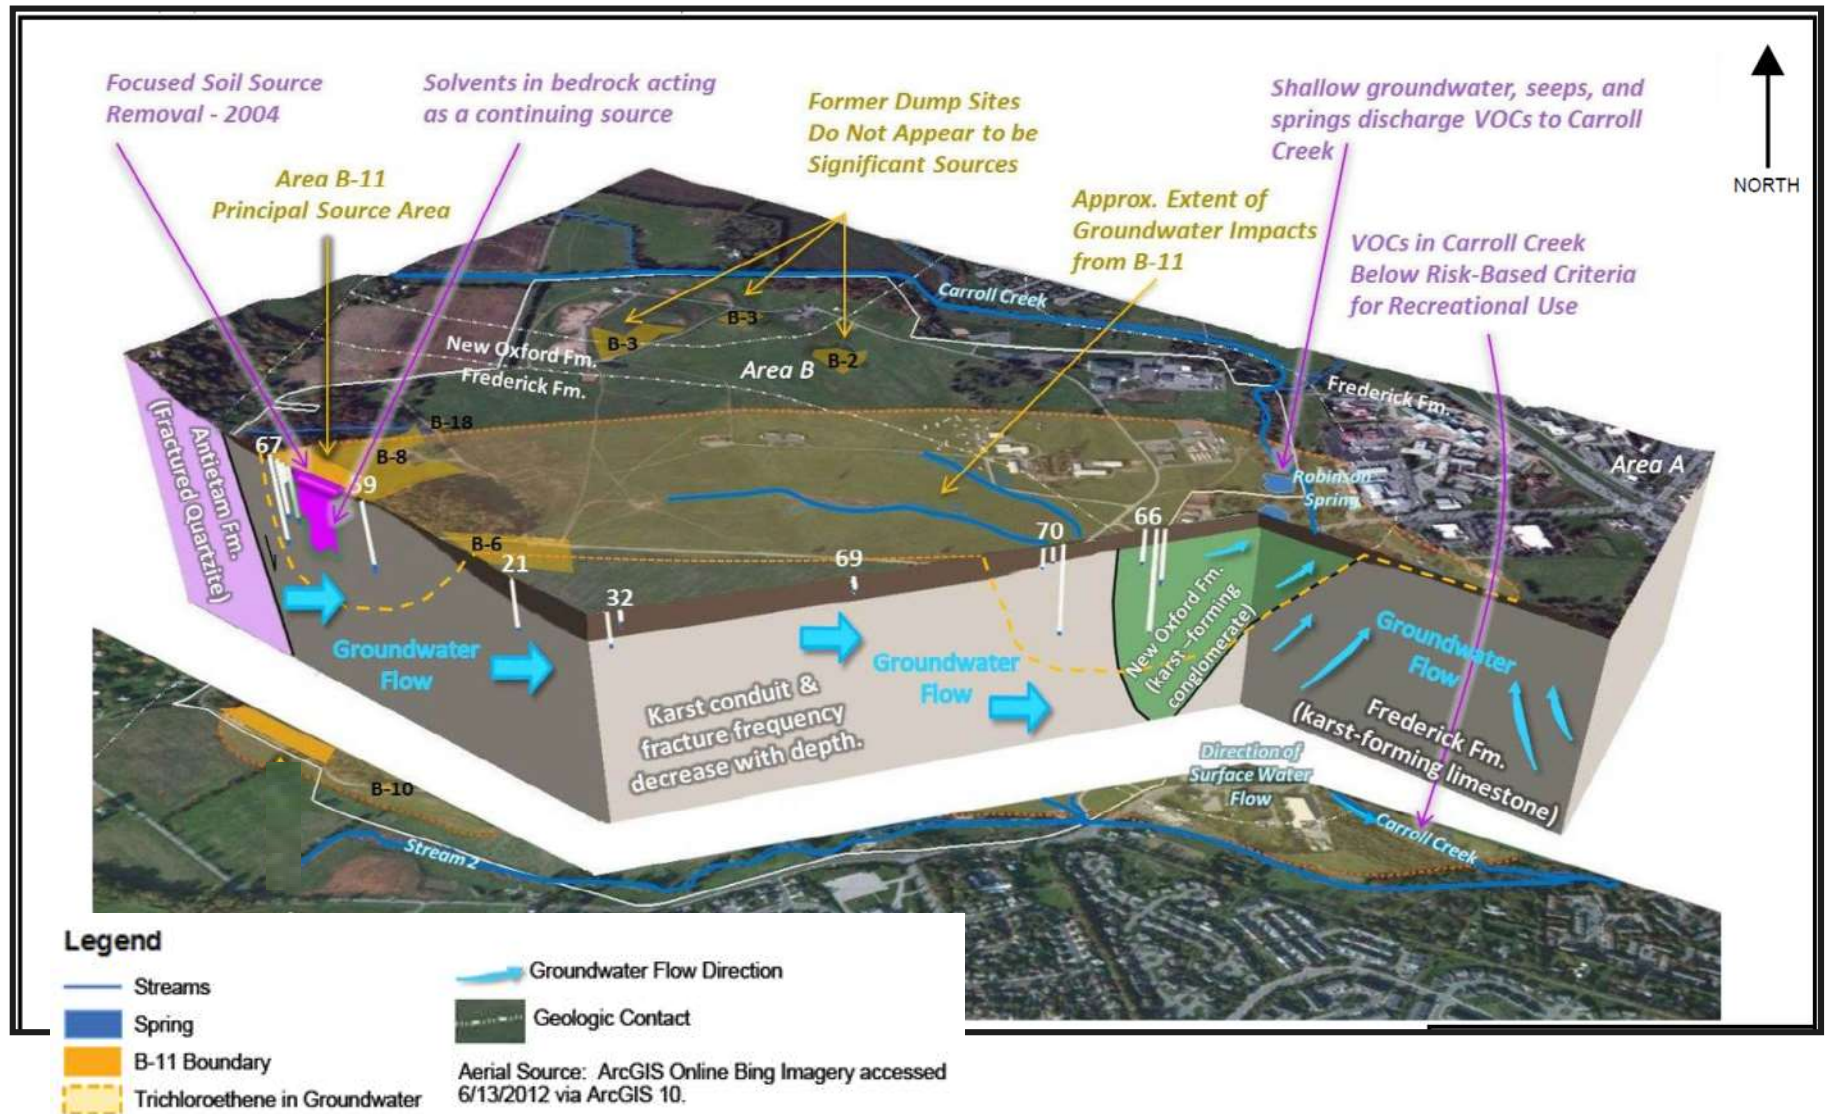 Focused Soil Source
Removal - 2004
Solvents in bedrock acting
as a continuing source
Former Dump Sites
Do Not Appear to be
Significant Sources
Shallow groundwater, seeps, and
springs discharge VOCs to Carroll
Creek
NORTH
Area B-11
Principal Source Area
Approx. Extent of
Groundwater Impacts
from B-11
VOCs in Carroll Creek
Below Risk-Based Criteria
for Recreational Use
Carroll Creek
B-3
B-3
B-2
New Oxford Fm.
Frederick Fm.
Area B
Frederick Fm.
Area A
B-18
B-8
67
59
Robinson
Spring
Antietam Fm.
(Fractured Quartzite)
B-6
21
32
69
70
66
New Oxford Fm.
(karst-forming
conglomerate)
Groundwater
Flow
Groundwater
Flow
Groundwater
Flow
Karst conduit &
fracture frequency
decrease with depth.
Frederick Fm.
(karst-forming limestone)
Direction of
Surface Water
Flow
Carroll Creek
B-10
Stream 2
Legend
Streams
Spring
B-11 Boundary
Trichloroethene in Groundwater
Groundwater Flow Direction
Geologic Contact
Aerial Source: ArcGIS Online Bing Imagery accessed
6/13/2012 via ArcGIS 10.